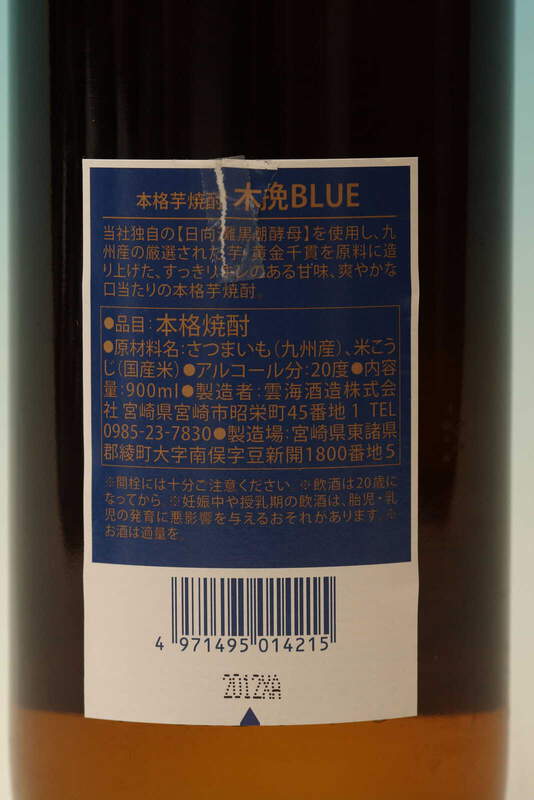 本格芋焼酎 木挽BLUE
当社独自の【日向灘黒潮酵母】を使用し、九
州産の厳選された芋 黄金千貫を原料に造
り上げた、すっきり のある甘味、爽やかな
口当たりの本格芋焼酎。
●品目:本格焼酎
●原材料名:さつまいも(九州産)、米こう
じ(国産米)●アルコール分:20度●内容
量:900ml●製造者:雲海酒造株式会
社 宮崎県宮崎市昭栄町45番地1 TEL
0985-23-7830●製造場:宮崎県東諸県
郡綾町大字南俣字豆新開1800番地5
※開栓には十分ご注意ください。※飲酒は20歳に
なってから。※妊娠中や授乳期の飲酒は、胎児・乳
児の発育に悪影響を与えるおそれがあります。※
お酒は適量を。
4 971495 014215
2012XA